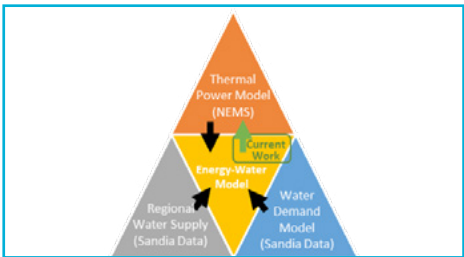 Thermal
Power Model
(NEMS)
Current
Work
Energy-Water
Model
Regional
Water Supply
(Sandia Data)
Water
Demand
Model
(Sandia Data)